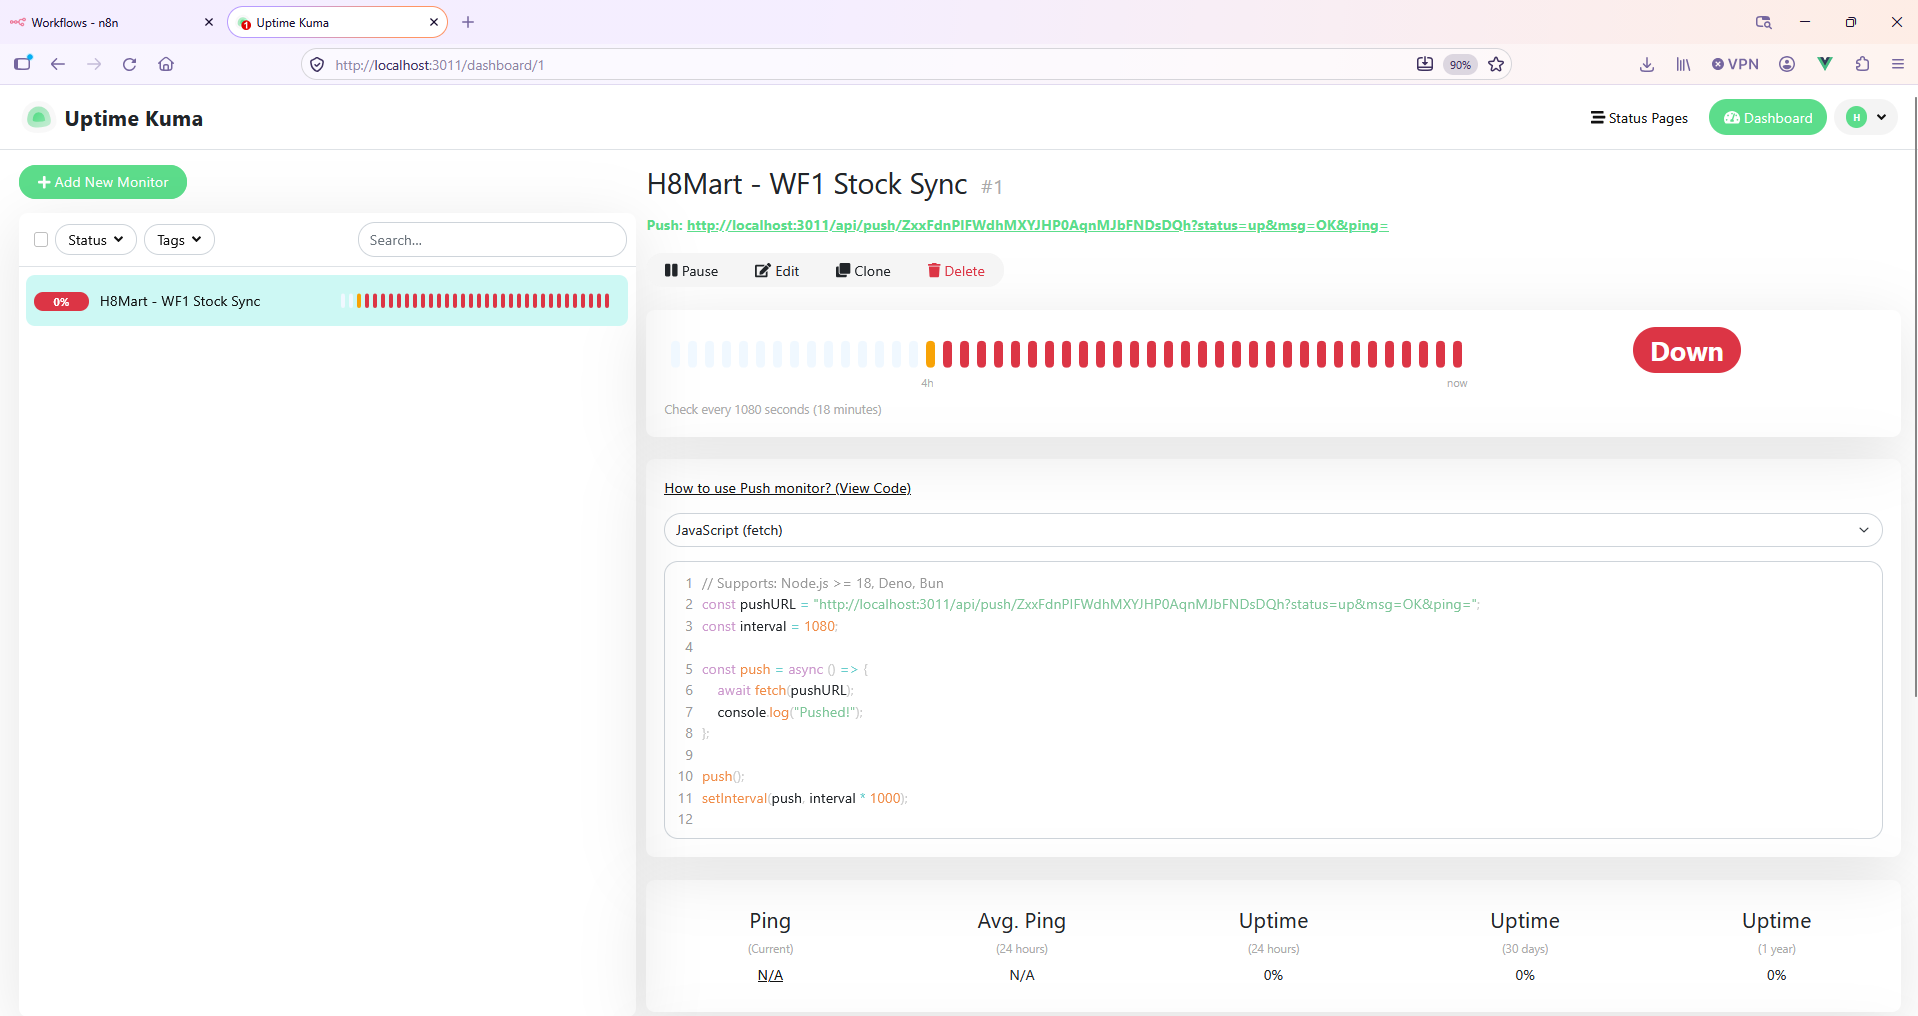 Workflows - n8n
Uptime Kuma
http://localhost:3011/dashboard/1
90%
VPN
Uptime Kuma
Status Pages
Dashboard
H
Add New Monitor
Status
Tags
Search...
0%
H8Mart - WF1 Stock Sync
H8Mart - WF1 Stock Sync #1
Push: http://localhost:3011/api/push/ZxxFdnPlFWdhMXYJHP0AqnMJbFNDsDQh?status=up&msg=OK&ping=
Pause
Edit
Clone
Delete
Down
4h
now
Check every 1080 seconds (18 minutes)
How to use Push monitor? (View Code)
JavaScript (fetch)
1 // Supports: Node.js >= 18, Deno, Bun
2 const pushURL = "http://localhost:3011/api/push/ZxxFdnPlFWdhMXYJHP0AqnMJbFNDsDQh?status=up&msg=OK&ping=";
3 const interval = 1080;
4
5 const push = async () => {
6     await fetch(pushURL);
7     console.log("Pushed!");
8 };
9
10 push();
11 setInterval(push, interval * 1000);
12
Ping
(Current)
N/A
Avg. Ping
(24 hours)
N/A
Uptime
(24 hours)
0%
Uptime
(30 days)
0%
Uptime
(1 year)
0%